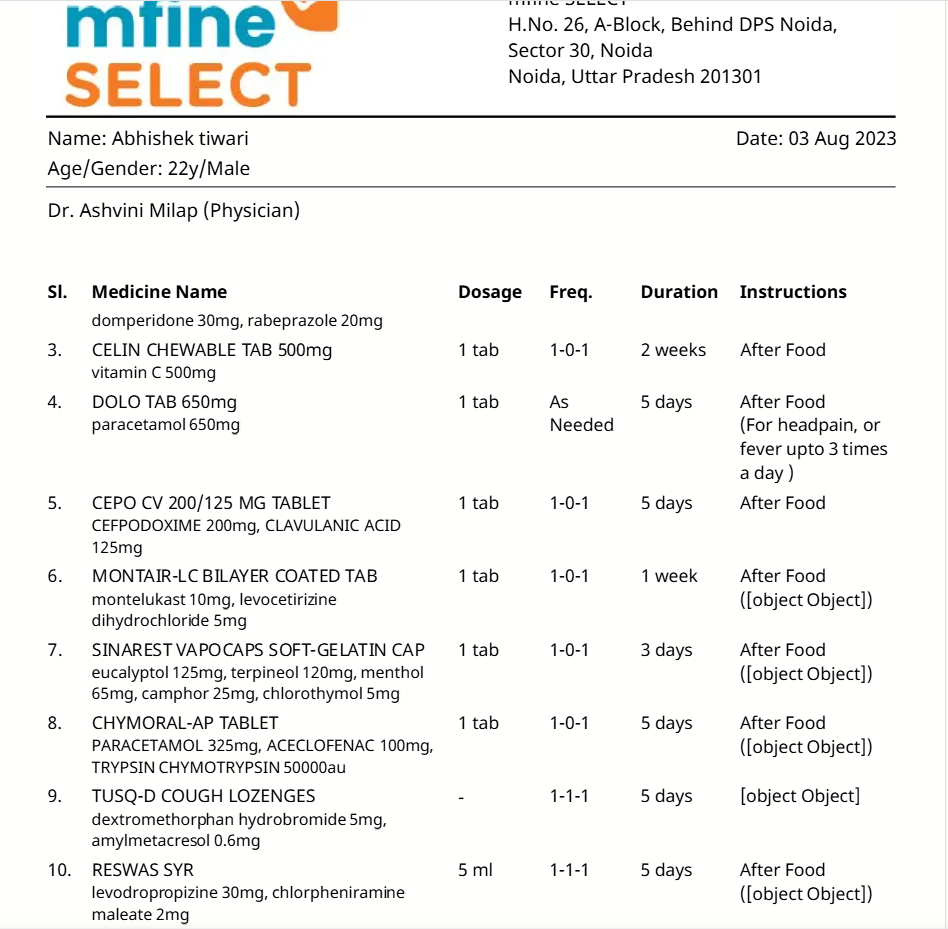 mfine
SELECT
mfine SELECT
H.No. 26, A-Block, Behind DPS Noida,
Sector 30, Noida
Noida, Uttar Pradesh 201301
Name: Abhishek tiwari Date: 03 Aug 2023
Age/Gender: 22y/Male
Dr. Ashvini Milap (Physician)
Sl. Medicine Name Dosage Freq. Duration Instructions
domperidone 30mg, rabeprazole 20mg
3. CELIN CHEWABLE TAB 500mg 1 tab 1-0-1 2 weeks After Food
vitamin C 500mg
4. DOLO TAB 650mg 1 tab As 5 days After Food
paracetamol 650mg Needed (For headpain, or
fever upto 3 times
a day )
5. CEPO CV 200/125 MG TABLET 1 tab 1-0-1 5 days After Food
CEFPODOXIME 200mg, CLAVULANIC ACID
125mg
6. MONTAIR-LC BILAYER COATED TAB 1 tab 1-0-1 1 week After Food
montelukast 10mg, levocetirizine ([object Object])
dihydrochloride 5mg
7. SINAREST VAPOCAPS SOFT-GELATIN CAP 1 tab 1-0-1 3 days After Food
eucalyptol 125mg, terpineol 120mg, menthol ([object Object])
65mg, camphor 25mg, chlorothymol 5mg
8. CHYMORAL-AP TABLET 1 tab 1-0-1 5 days After Food
PARACETAMOL 325mg, ACECLOFENAC 100mg, ([object Object])
TRYPSIN CHYMOTRYPSIN 50000au
9. TUSQ-D COUGH LOZENGES - 1-1-1 5 days [object Object]
dextromethorphan hydrobromide 5mg,
amylmetacresol 0.6mg
10. RESWAS SYR 5 ml 1-1-1 5 days After Food
levodropropizine 30mg, chlorpheniramine ([object Object])
maleate 2mg